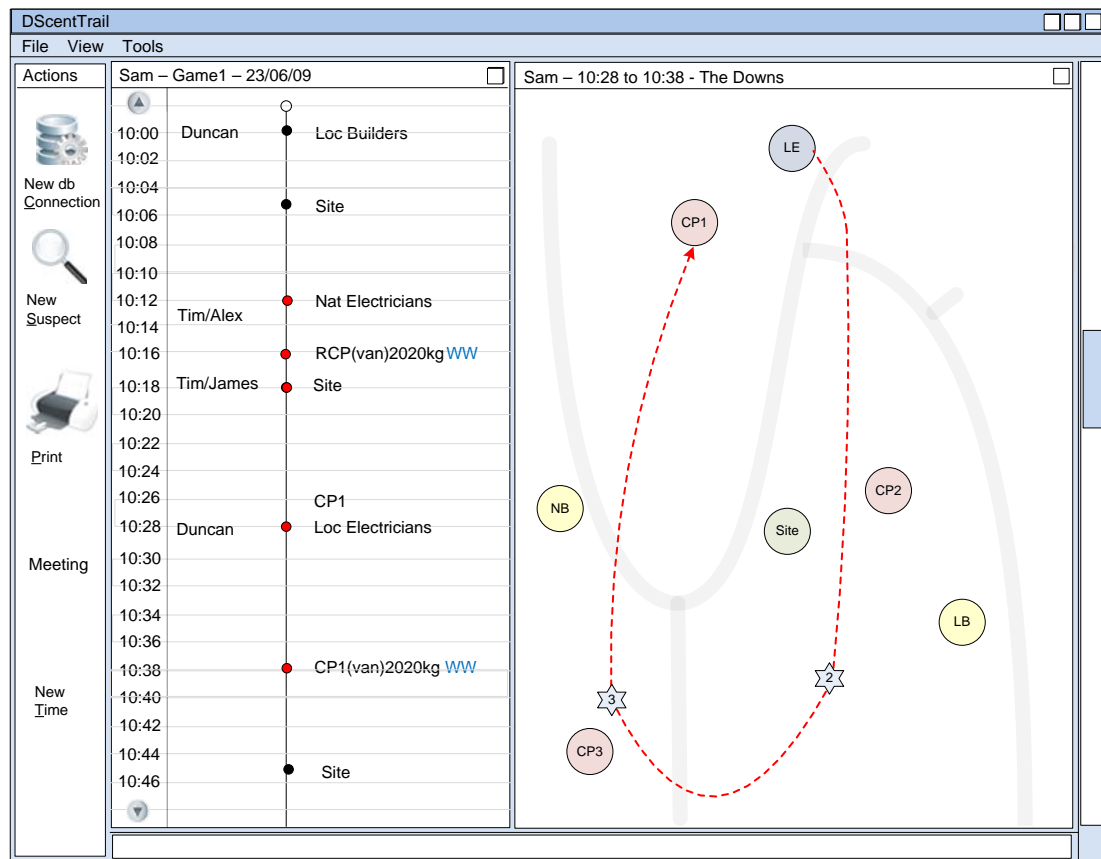 DScentTrail
File View Tools
Actions
New db
Connection
New
Suspect
Print
Meeting
New
Time
Sam – Game1 – 23/06/09
10:00 Duncan Loc Builders
10:02
10:04
10:06 Site
10:08
10:10
10:12 Nat Electricians
Tim/Alex
10:14
10:16 RCP(van)2020kg WW
10:18 Tim/James Site
10:20
10:22
10:24
10:26 CP1
10:28 Duncan Loc Electricians
10:30
10:32
10:34
10:36
10:38 CP1(van)2020kg WW
10:40
10:42
10:44 Site
10:46
Sam – 10:28 to 10:38 - The Downs
LE
CP1
CP2
NB
Site
LB
2
3
CP3